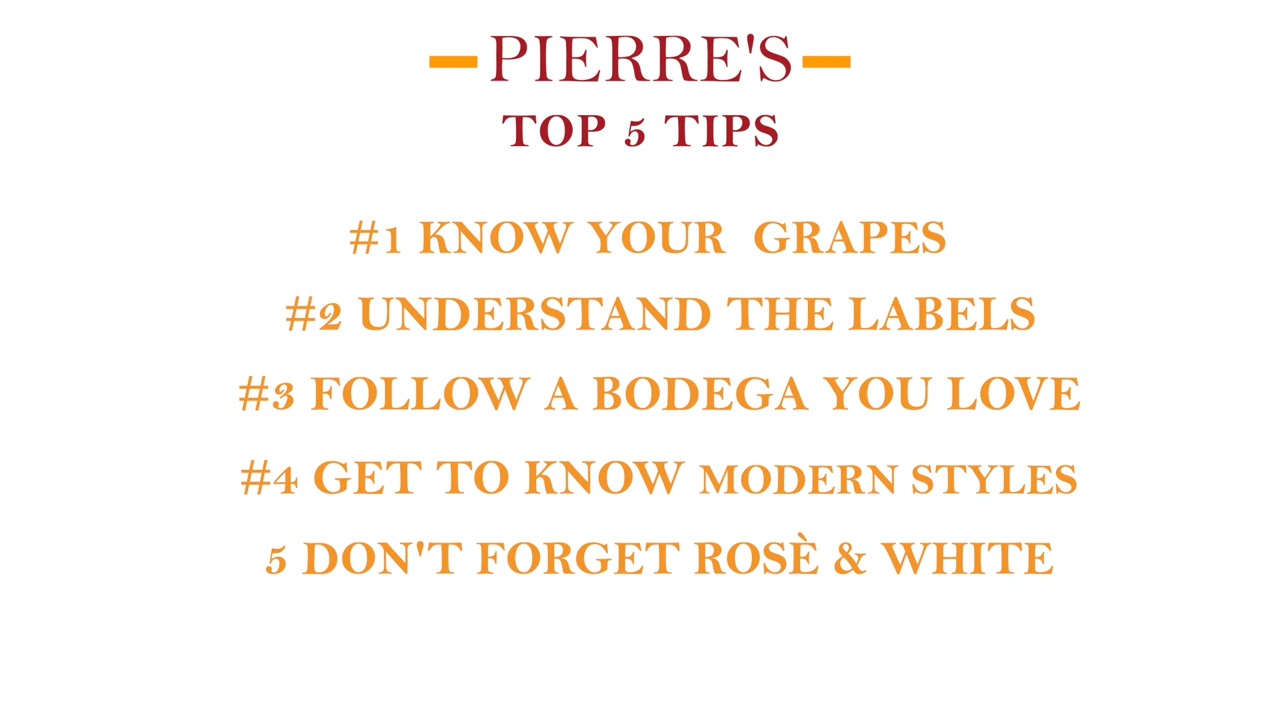 PIERRE'S
TOP 5 TIPS
#1 KNOW YOUR GRAPES
#2 UNDERSTAND THE LABELS
#3 FOLLOW A BODEGA YOU LOVE
#4 GET TO KNOW MODERN STYLES
5 DON'T FORGET ROSÈ & WHITE